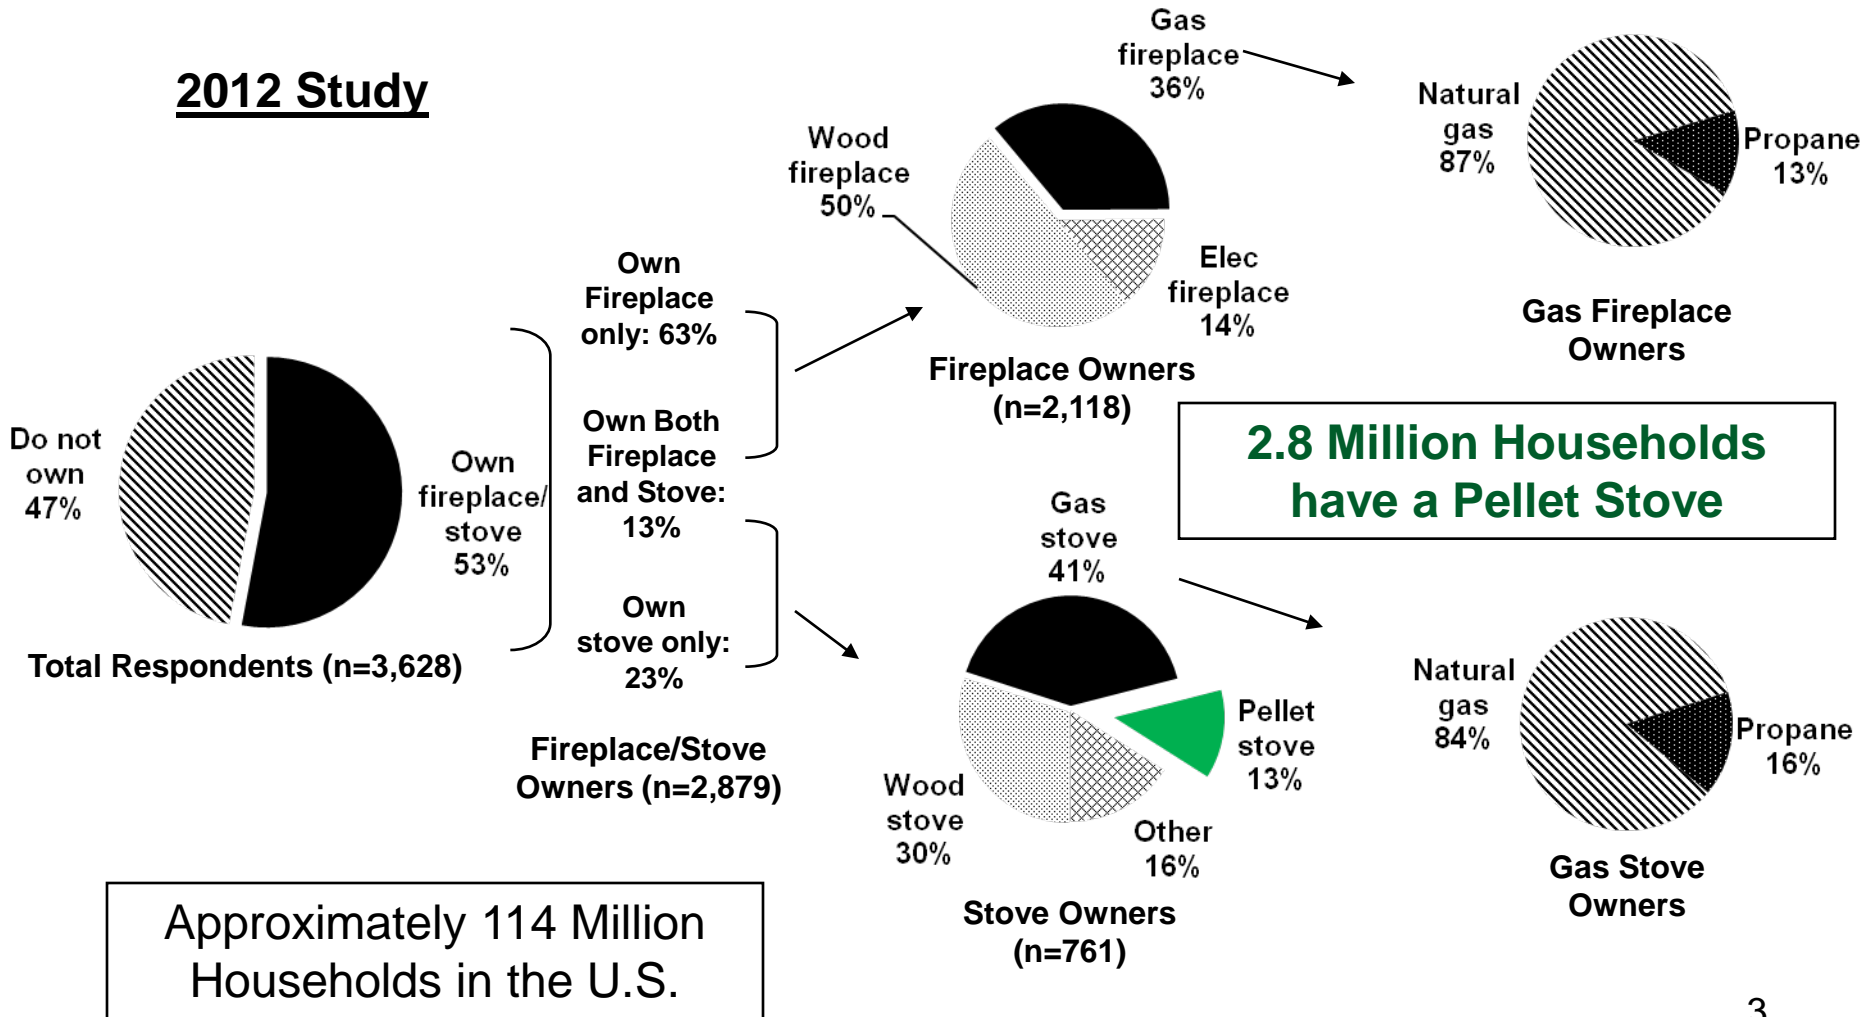 2012 Study
Do not
own
47%
Own
fireplace/
stove
53%
Total Respondents (n=3,628)
Own
Fireplace
only: 63%
Own Both
Fireplace
and Stove:
13%
Own
stove only:
23%
Fireplace/Stove
Owners (n=2,879)
Gas
fireplace
36%
Wood
fireplace
50%
Elec
fireplace
14%
Fireplace Owners
(n=2,118)
Natural
gas
87%
Propane
13%
Gas Fireplace
Owners
2.8 Million Households
have a Pellet Stove
Gas
stove
41%
Pellet
stove
13%
Other
16%
Wood
stove
30%
Stove Owners
(n=761)
Natural
gas
84%
Propane
16%
Gas Stove
Owners
Approximately 114 Million
Households in the U.S.
3